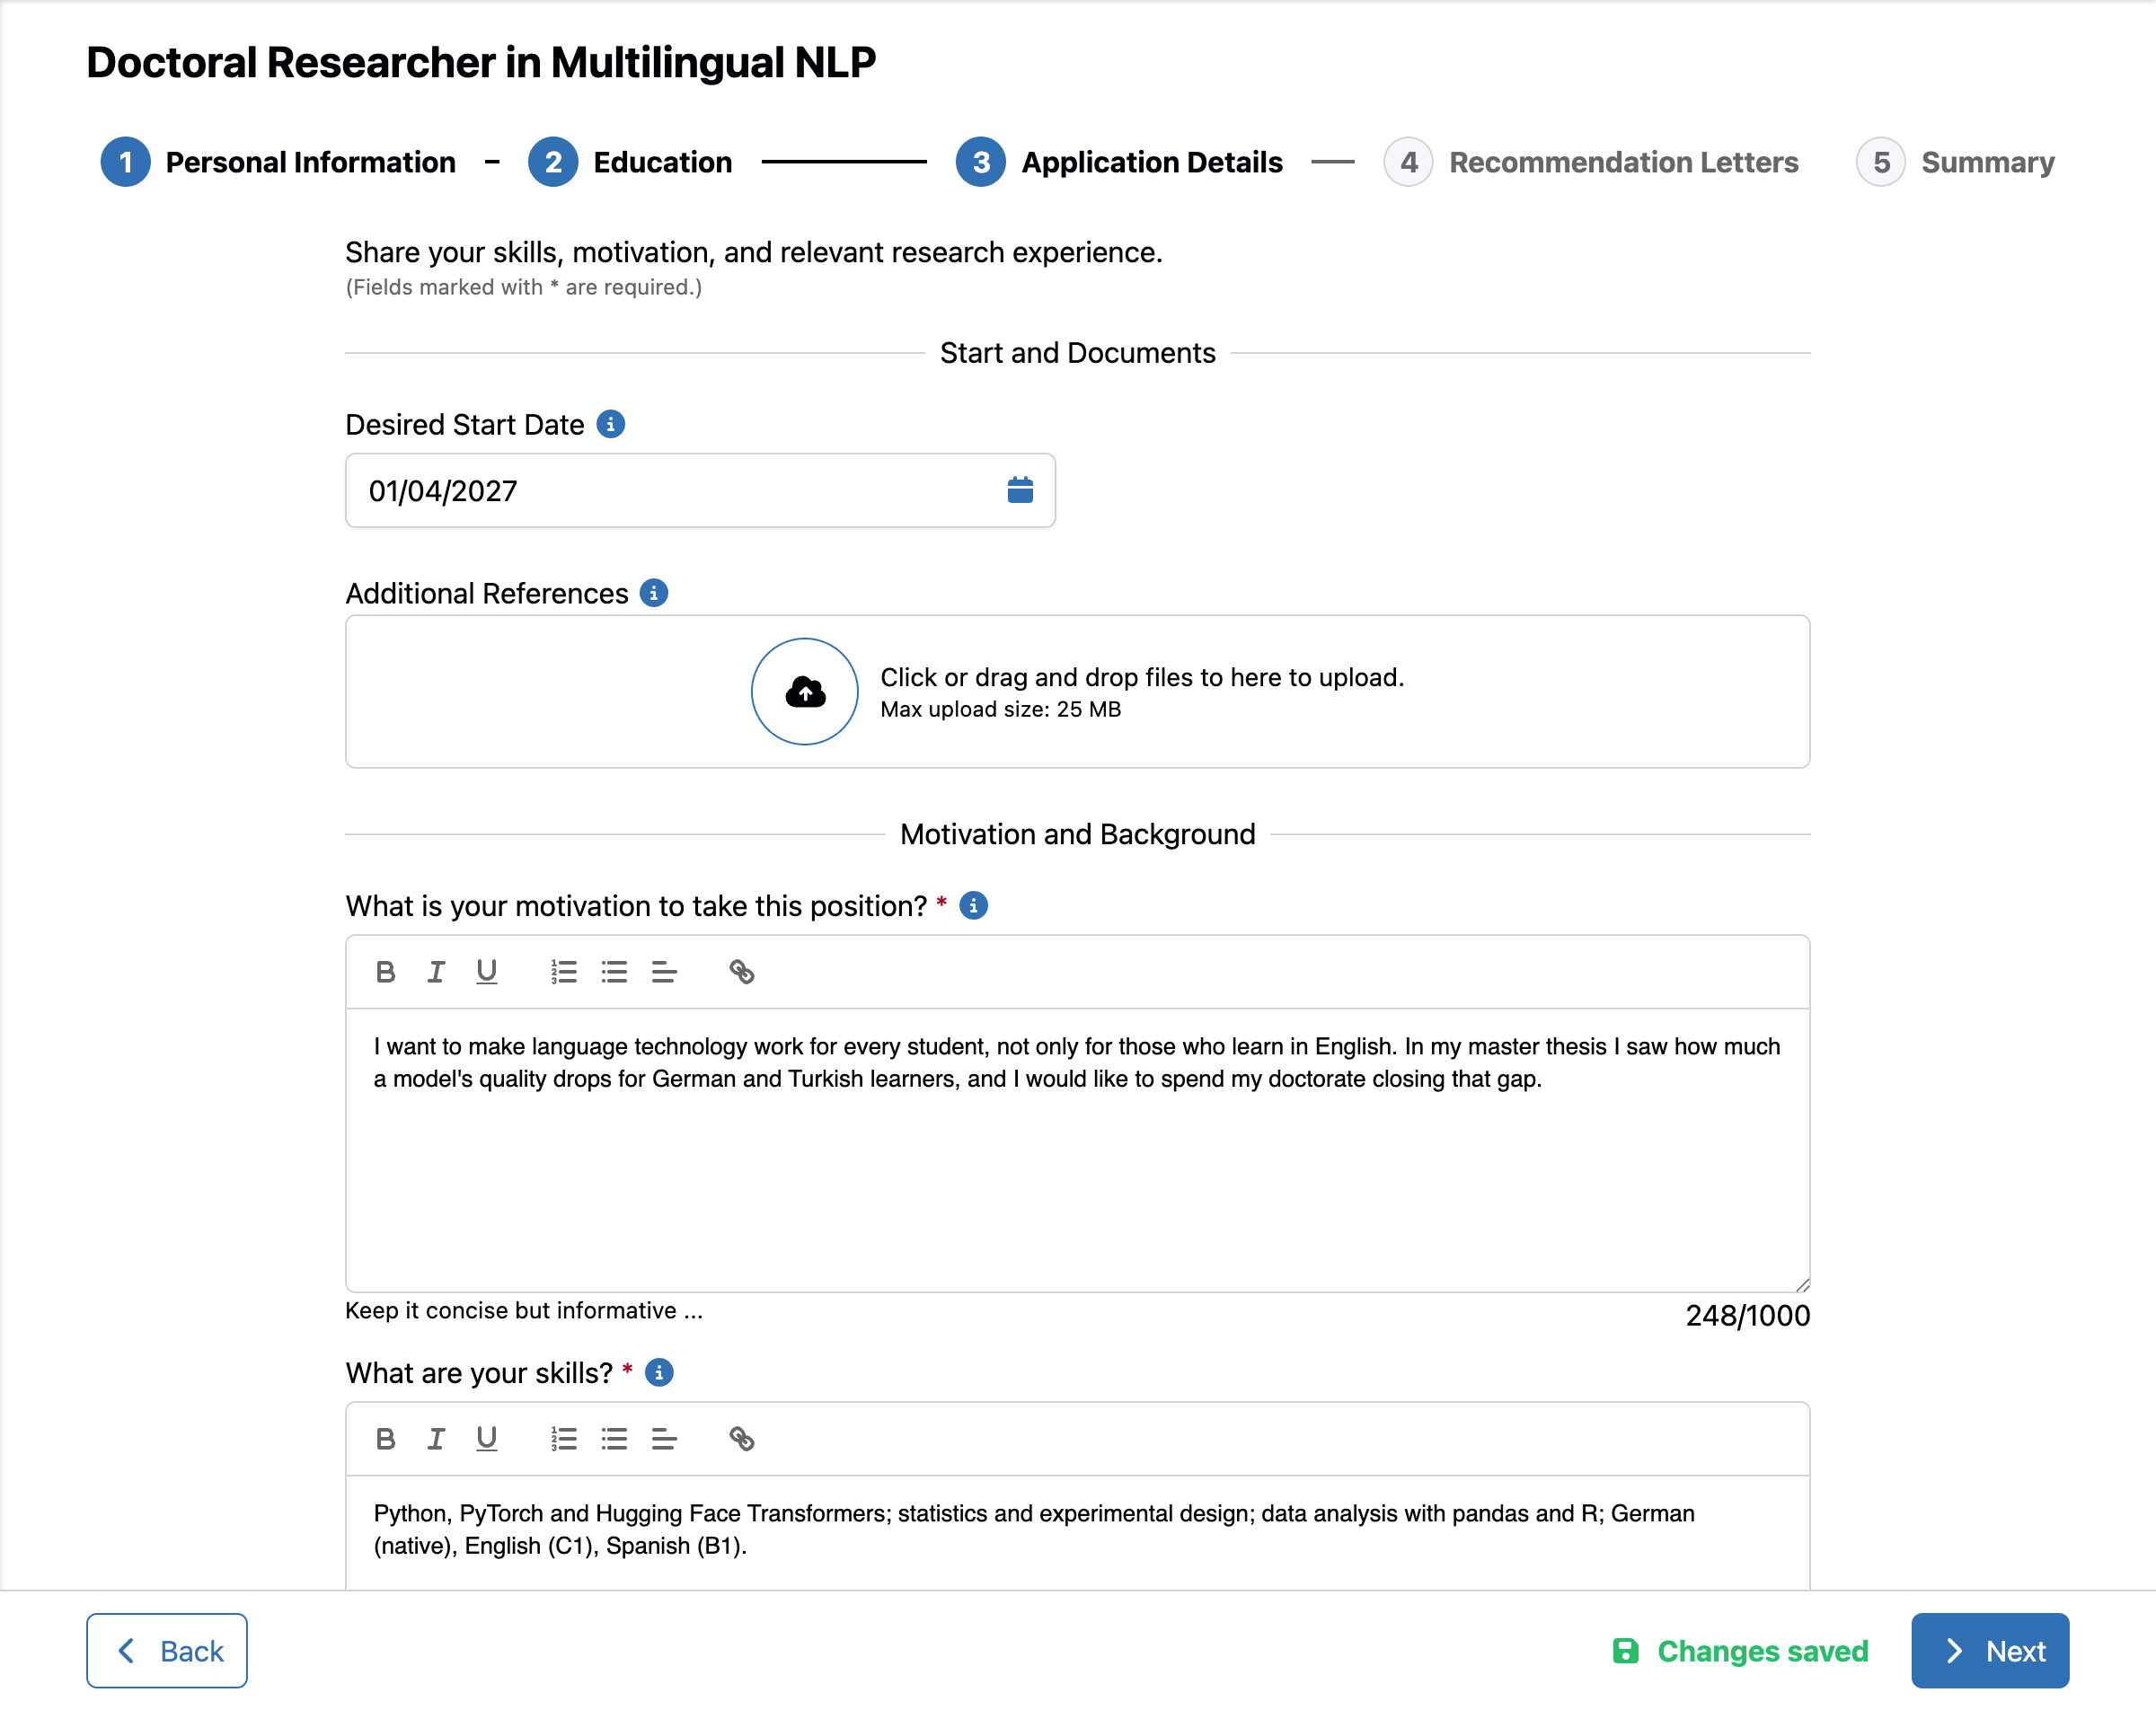 Doctoral Researcher in Multilingual NLP
1 Personal Information 2 Education 3 Application Details 4 Recommendation Letters 5 Summary
Share your skills, motivation, and relevant research experience.
(Fields marked with * are required.)
Start and Documents
Desired Start Date
01/04/2027
Additional References
Click or drag and drop files to here to upload.
Max upload size: 25 MB
Motivation and Background
What is your motivation to take this position? *
I want to make language technology work for every student, not only for those who learn in English. In my master thesis I saw how much
a model's quality drops for German and Turkish learners, and I would like to spend my doctorate closing that gap.
Keep it concise but informative ...
248/1000
What are your skills? *
Python, PyTorch and Hugging Face Transformers; statistics and experimental design; data analysis with pandas and R; German
(native), English (C1), Spanish (B1).
Back
Changes saved
Next